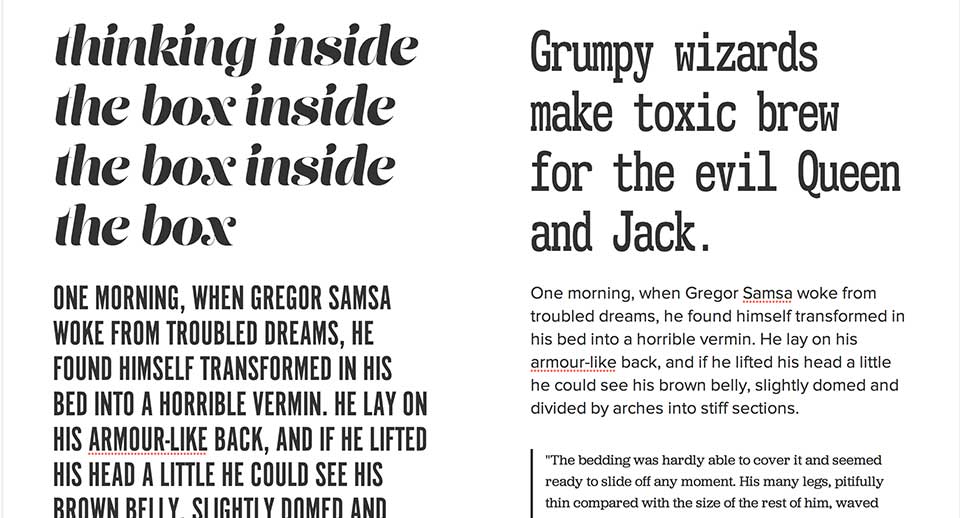 thinking inside
the box inside
the box inside
the box
ONE MORNING, WHEN GREGOR SAMSA
WOKE FROM TROUBLED DREAMS, HE
FOUND HIMSELF TRANSFORMED IN HIS
BED INTO A HORRIBLE VERMIN. HE LAY ON
HIS ARMOUR-LIKE BACK, AND IF HE LIFTED
HIS HEAD A LITTLE HE COULD SEE HIS
BROWN BELLY, SLIGHTLY DOMED AND
Grumpy wizards
make toxic brew
for the evil Queen
and Jack.
One morning, when Gregor Samsa woke from
troubled dreams, he found himself transformed in
his bed into a horrible vermin. He lay on his
armour-like back, and if he lifted his head a little
he could see his brown belly, slightly domed and
divided by arches into stiff sections.
"The bedding was hardly able to cover it and seemed
ready to slide off any moment. His many legs, pitifully
thin compared with the size of the rest of him, waved